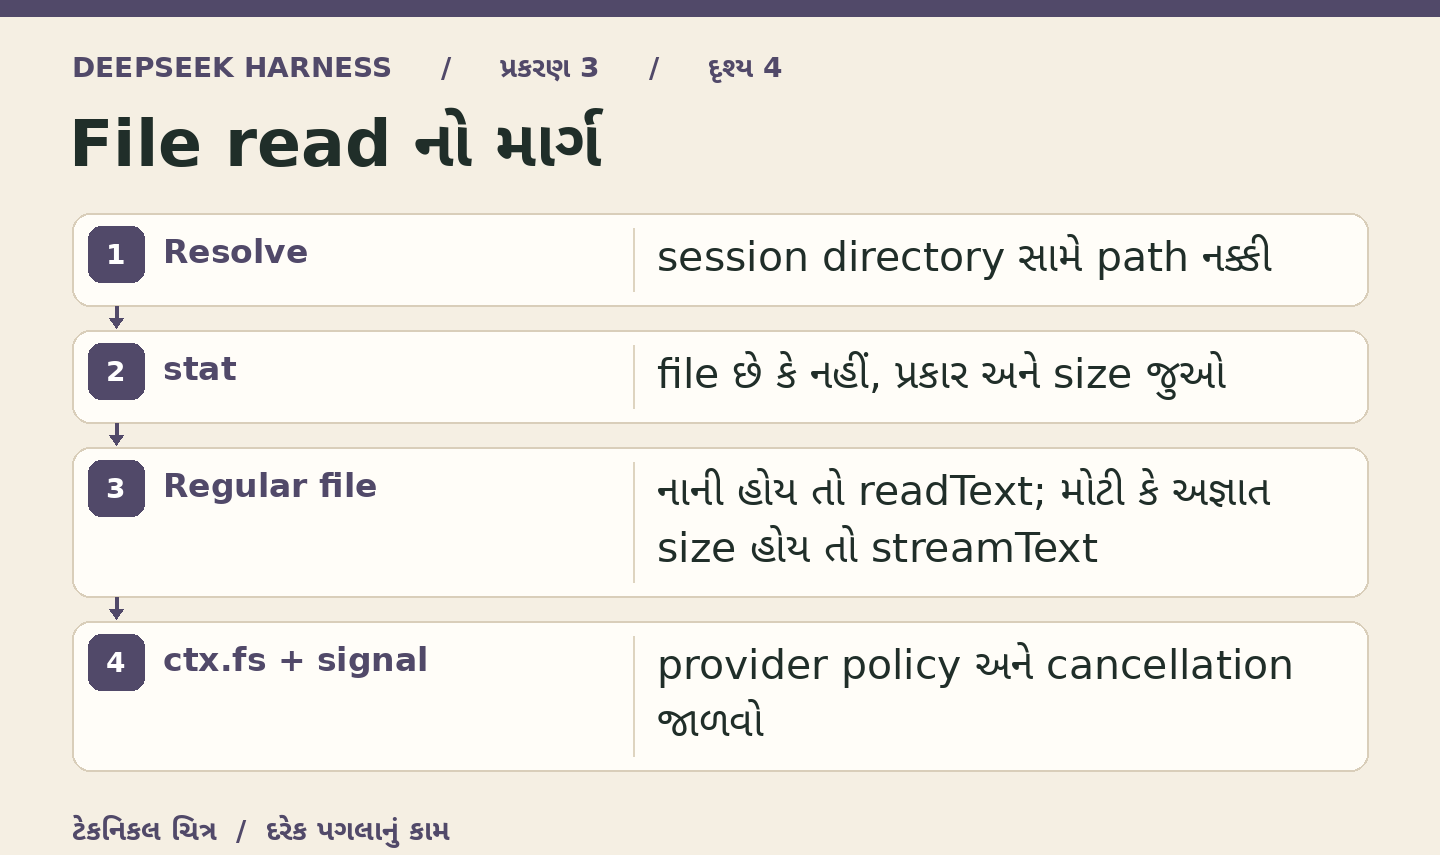 DEEPSEEK HARNESS / પ્રકરણ 3 / દૃશ્ય 4
File read નો માર્ગ
1 Resolve session directory સામે path નક્કી
2 stat file છે કે નહીં, પ્રકાર અને size જુઓ
3 Regular file નાની હોય તો readText; મોટી કે અજ્ઞાત
size હોય તો streamText
4 ctx.fs + signal provider policy અને cancellation
જાળવો
ટેકનિકલ ચિત્ર / દરેક પગલાનું કામ